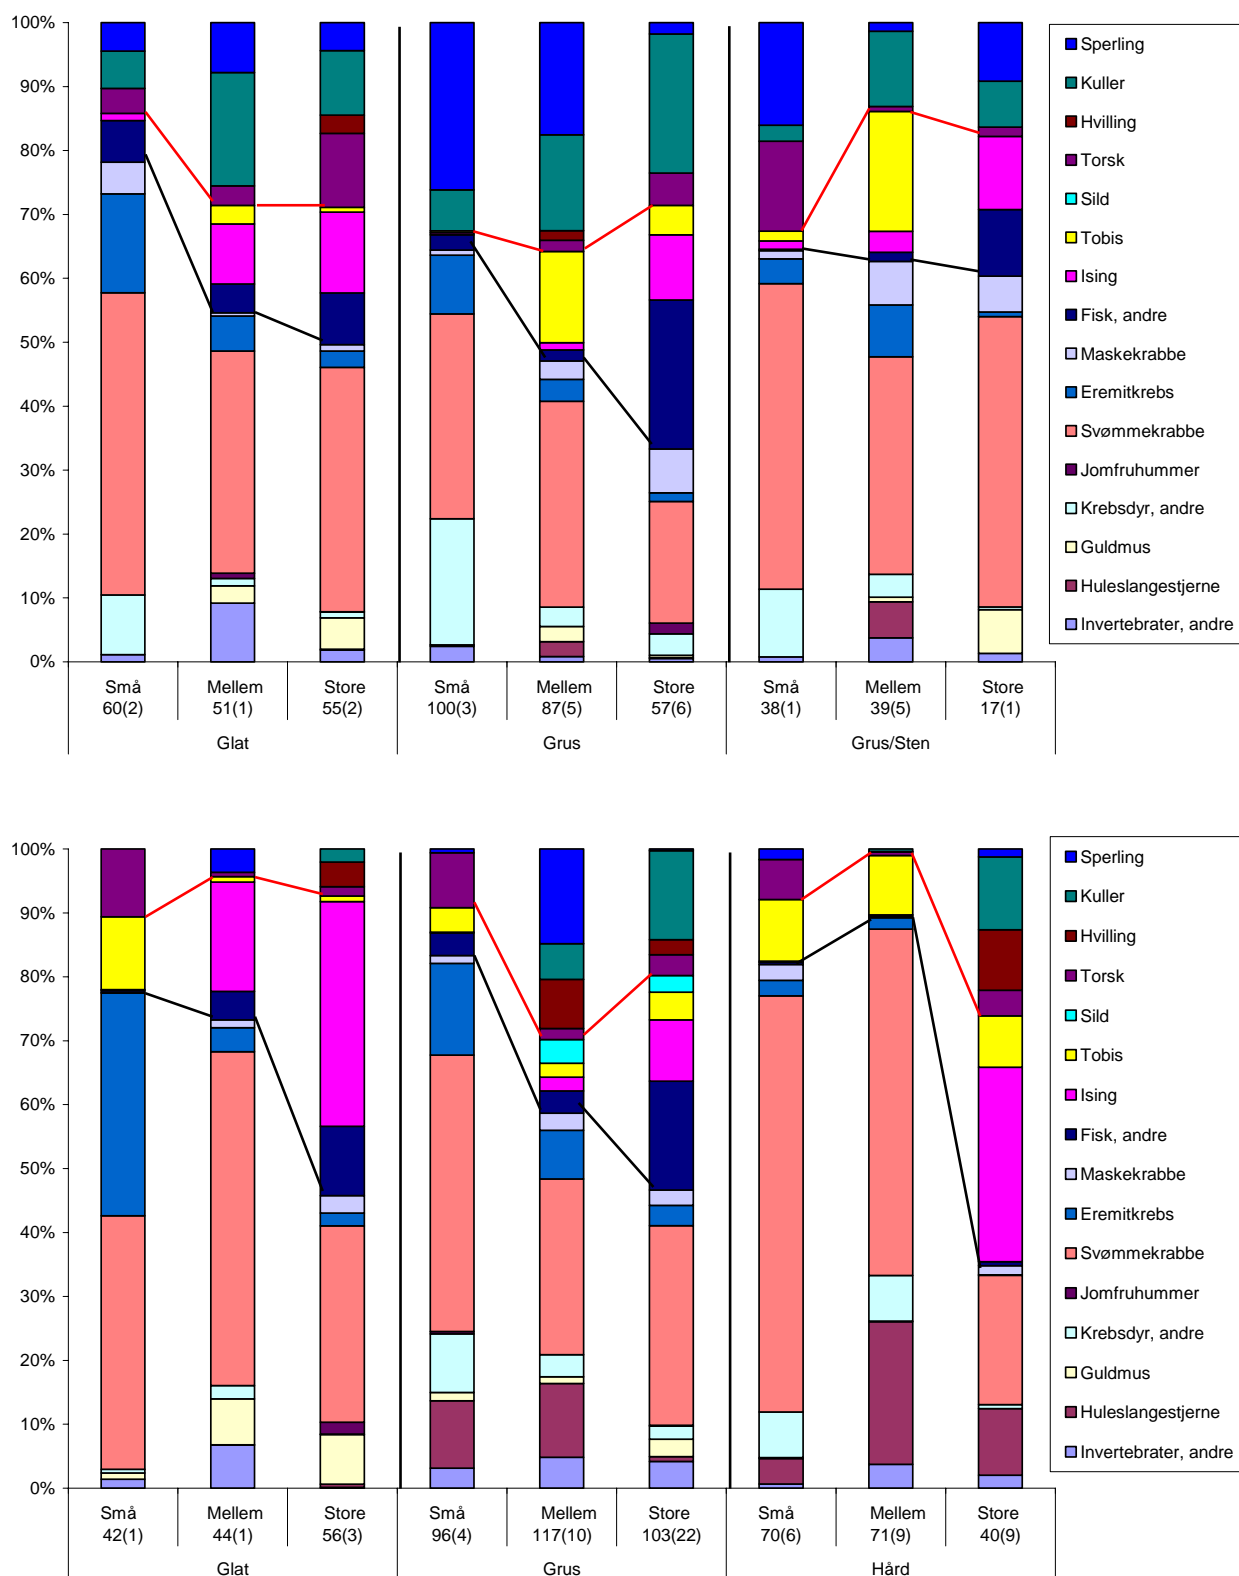 100%
90%
80%
70%
60%
50%
40%
30%
20%
10%
0%
Små Mellem Store Små Mellem Store Små Mellem Store
60(2) 51(1) 55(2) 100(3) 87(5) 57(6) 38(1) 39(5) 17(1)
Glat Grus Grus/Sten
Sperling
Kuller
Hvilling
Torsk
Sild
Tobis
Ising
Fisk, andre
Maskekrabbe
Eremitkrebs
Svømmekrabbe
Jomfruhummer
Krebsdyr, andre
Guldmus
Huleslangestjerne
Invertebrater, andre
100%
90%
80%
70%
60%
50%
40%
30%
20%
10%
0%
Små Mellem Store Små Mellem Store Små Mellem Store
42(1) 44(1) 56(3) 96(4) 117(10) 103(22) 70(6) 71(9) 40(9)
Glat Grus Hård
Sperling
Kuller
Hvilling
Torsk
Sild
Tobis
Ising
Fisk, andre
Maskekrabbe
Eremitkrebs
Svømmekrabbe
Jomfruhummer
Krebsdyr, andre
Guldmus
Huleslangestjerne
Invertebrater, andre